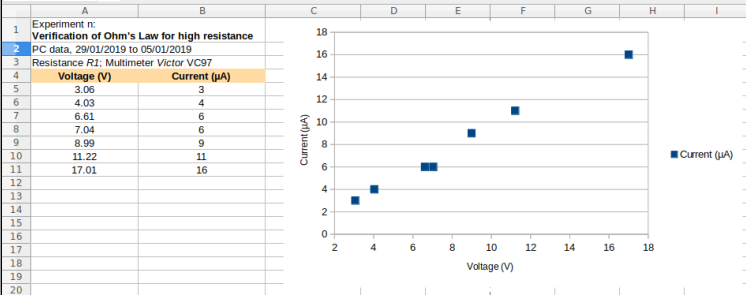 A B C D E F G H I
1 Experiment n:
Verification of Ohm's Law for high resistance
2 PC data, 29/01/2019 to 05/01/2019
3 Resistance R1; Multimeter Victor VC97
4 Voltage (V) Current (µA)
5 3.06 3
6 4.03 4
7 6.61 6
8 7.04 6
9 8.99 9
10 11.22 11
11 17.01 16
12
13
14
15
16
17
18
19
20
Current (µA)
18
16
14
12
10
8
6
4
2
0
2 4 6 8 10 12 14 16 18
Voltage (V)
Current (µA)